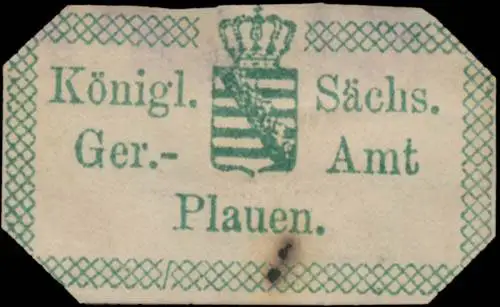 Königl. Sächs.
Ger.- Amt
Plauen.